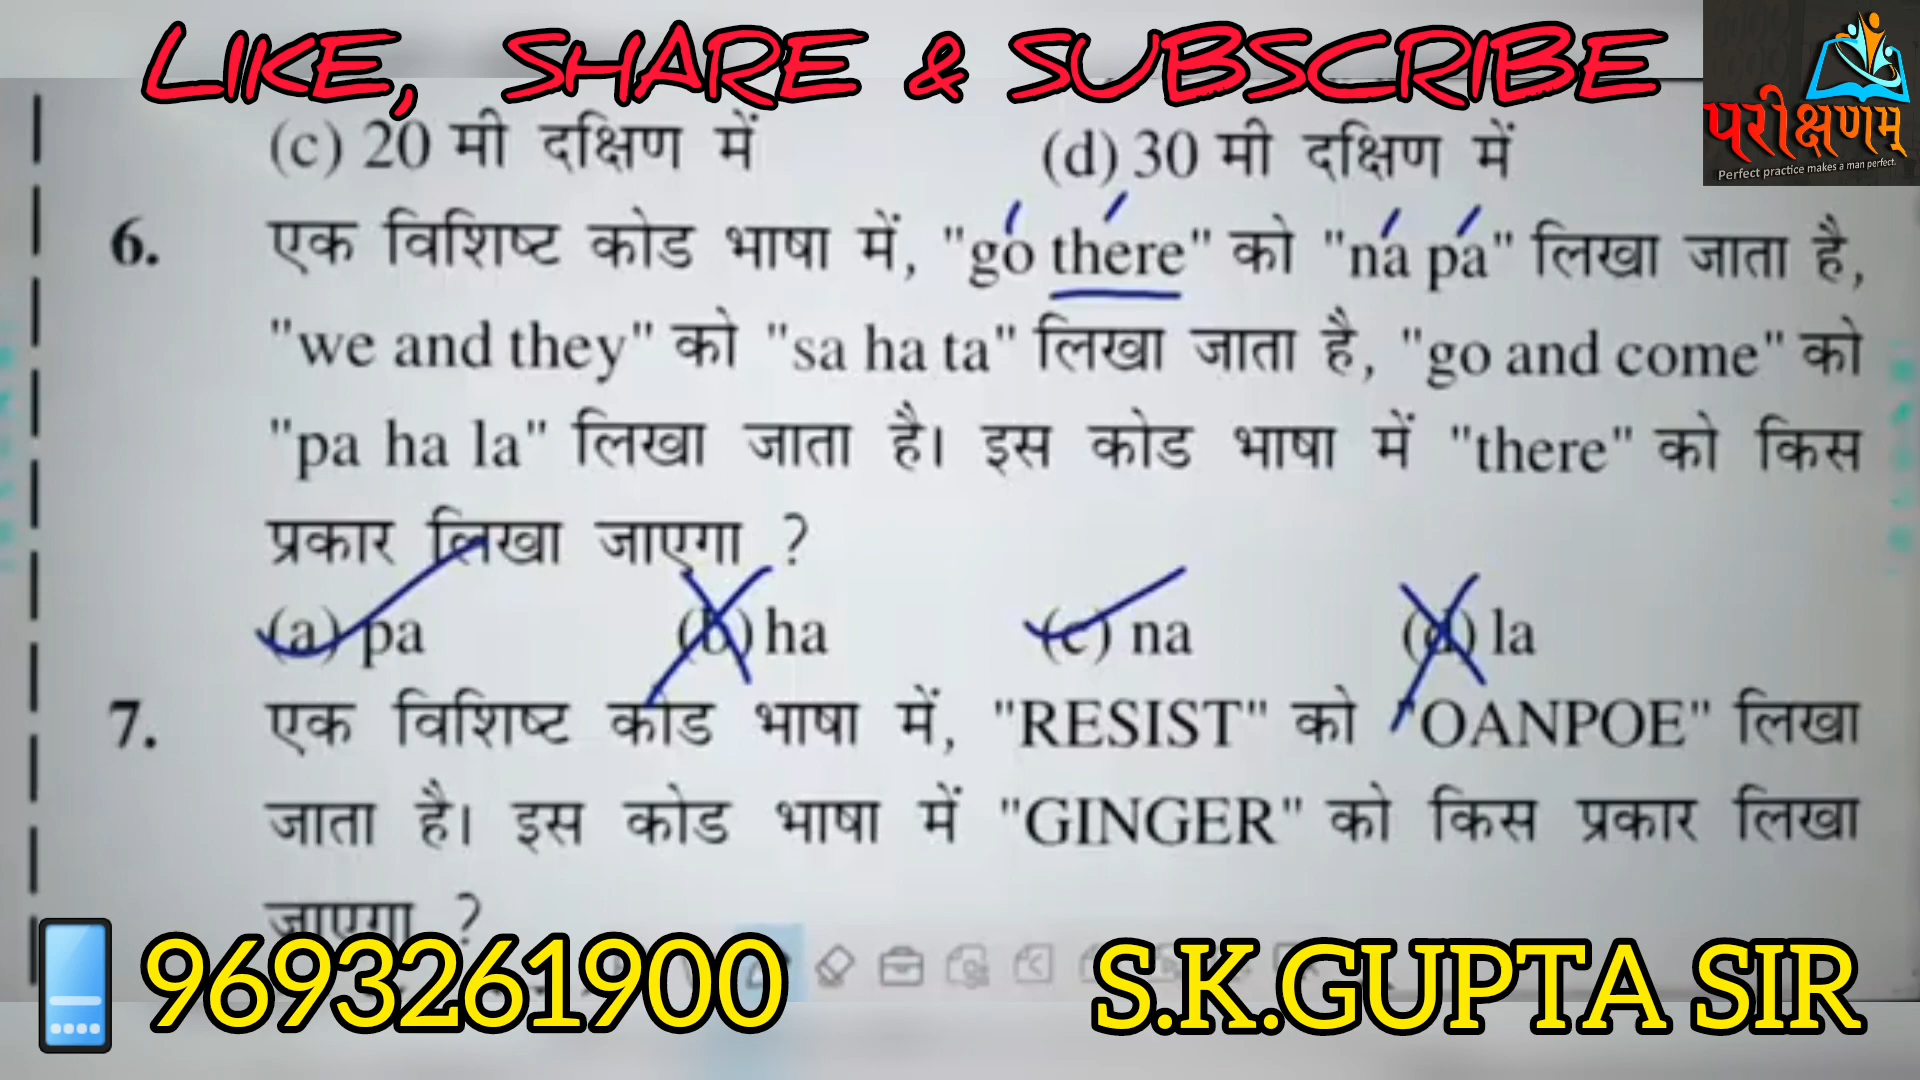 LIKE, SHARE & SUBSCRIBE
परीक्षणम्
Perfect practice makes a man perfect.
(c) 20 मी दक्षिण में (d) 30 मी दक्षिण में
6. एक विशिष्ट कोड भाषा में, "go there" को "na pa" लिखा जाता है,
"we and they" को "sa ha ta" लिखा जाता है, "go and come" को
"pa ha la" लिखा जाता है। इस कोड भाषा में "there" को किस
प्रकार लिखा जाएगा ?
(a) pa (b) ha (c) na (d) la
7. एक विशिष्ट कोड भाषा में, "RESIST" को "OANPOE" लिखा
जाता है। इस कोड भाषा में "GINGER" को किस प्रकार लिखा
जाएगा ?
9693261900 S.K.GUPTA SIR